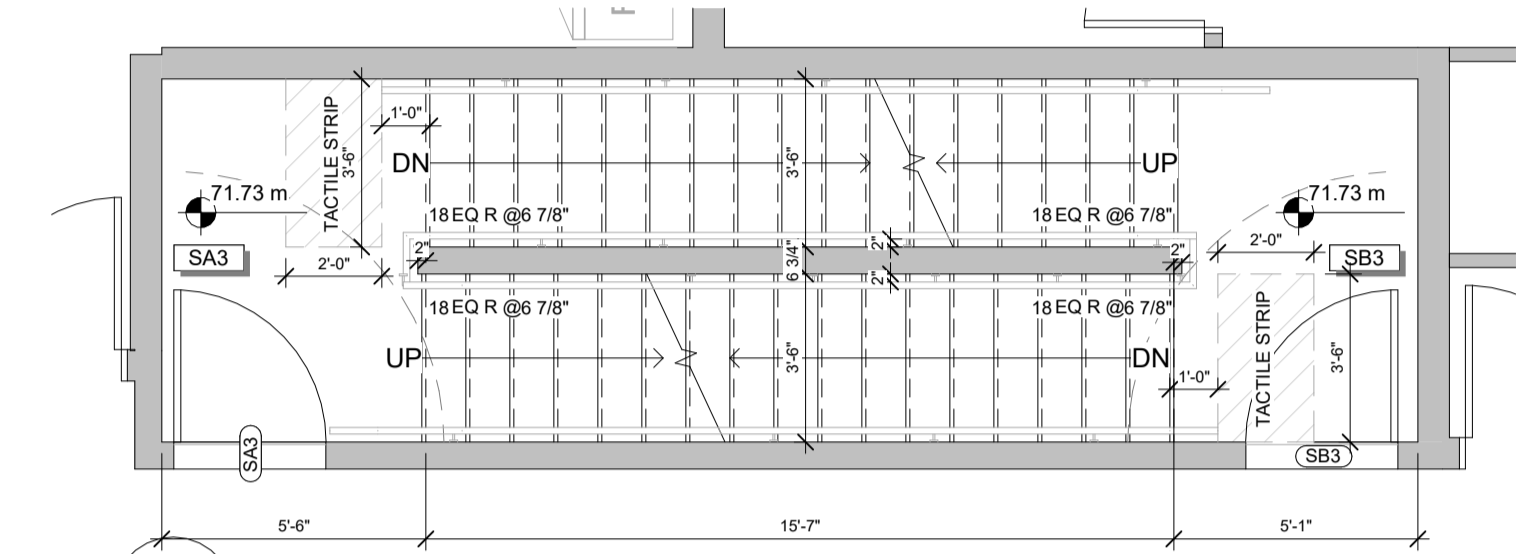 TACTILE STRIP
3'-6"
1'-0"
DN
3'-6"
UP
71.73 m
71.73 m
18 EQ R @6 7/8"
18 EQ R @6 7/8"
SA3
2'-0"
2"
6 3/4"
2"
2"
2"
2'-0"
SB3
18 EQ R @6 7/8"
18 EQ R @6 7/8"
UP
3'-6"
DN
1'-0"
TACTILE STRIP
3'-6"
SA3
SB3
5'-6"
15'-7"
5'-1"